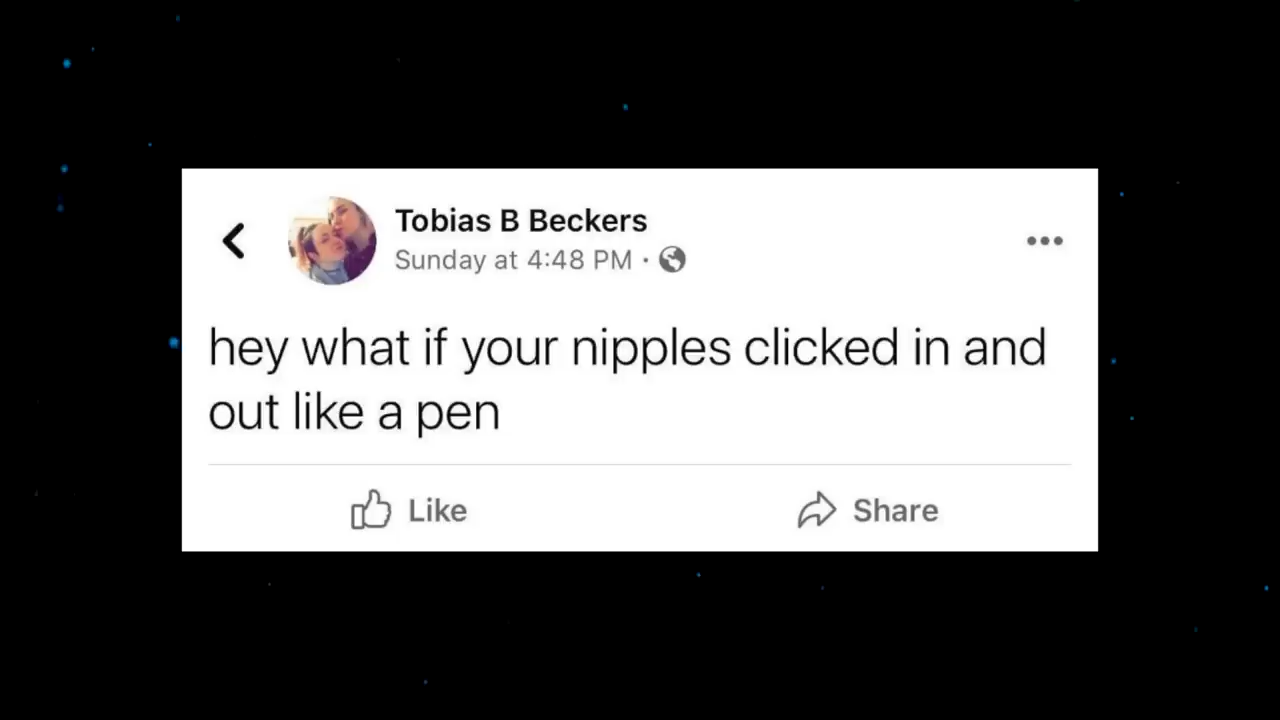 Tobias B Beckers
Sunday at 4:48 PM ·
hey what if your nipples clicked in and
out like a pen
Like
Share